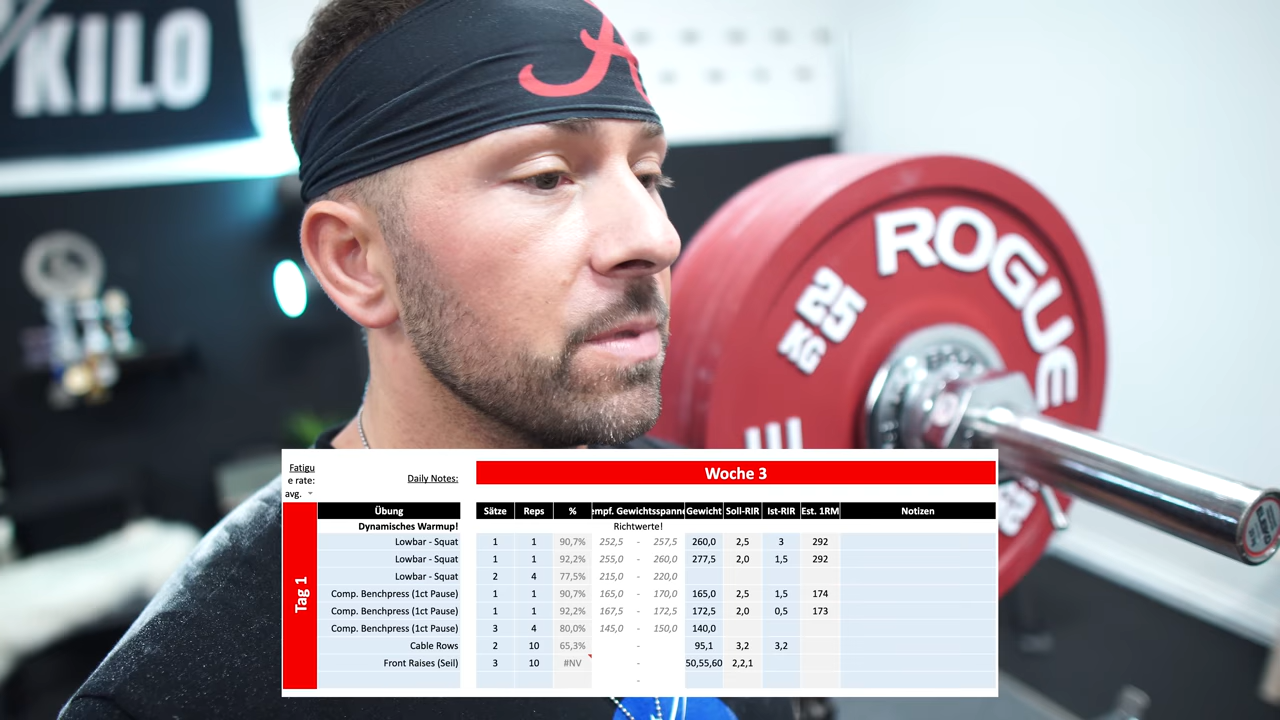 KILO
A
ROGUE
25
KG
Fatigu
e rate:
avg.
Daily Notes:
Woche 3
Übung Sätze Reps % empf. Gewichtsspanne Gewicht Soll-RIR Ist-RIR Est. 1RM Notizen
Dynamisches Warmup! Richtwerte!
Tag 1
Lowbar - Squat 1 1 90,7% 252,5 - 257,5 260,0 2,5 3 292
Lowbar - Squat 1 1 92,2% 255,0 - 260,0 277,5 2,0 1,5 292
Lowbar - Squat 2 4 77,5% 215,0 - 220,0
Comp. Benchpress (1ct Pause) 1 1 90,7% 165,0 - 170,0 165,0 2,5 1,5 174
Comp. Benchpress (1ct Pause) 1 1 92,2% 167,5 - 172,5 172,5 2,0 0,5 173
Comp. Benchpress (1ct Pause) 3 4 80,0% 145,0 - 150,0 140,0
Cable Rows 2 10 65,3% - 95,1 3,2 3,2
Front Raises (Seil) 3 10 #NV - 50,55,60 2,2,1
-